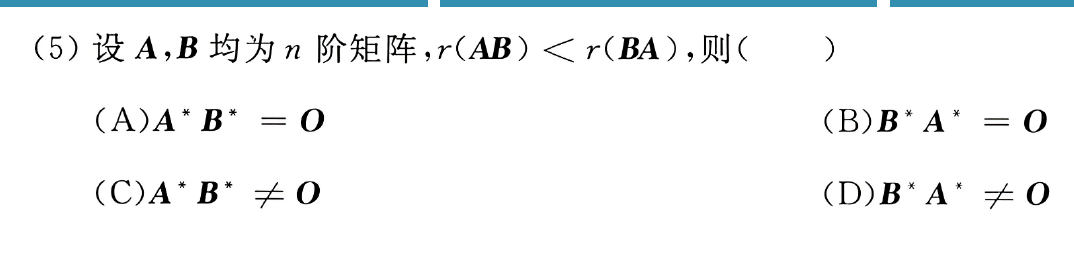 (5) 设 A,B 均为 n 阶矩阵,r(AB) < r(BA),则(　　)
(A)A* B* = O　　(B)B* A* = O
(C)A* B* ≠ O　　(D)B* A* ≠ O